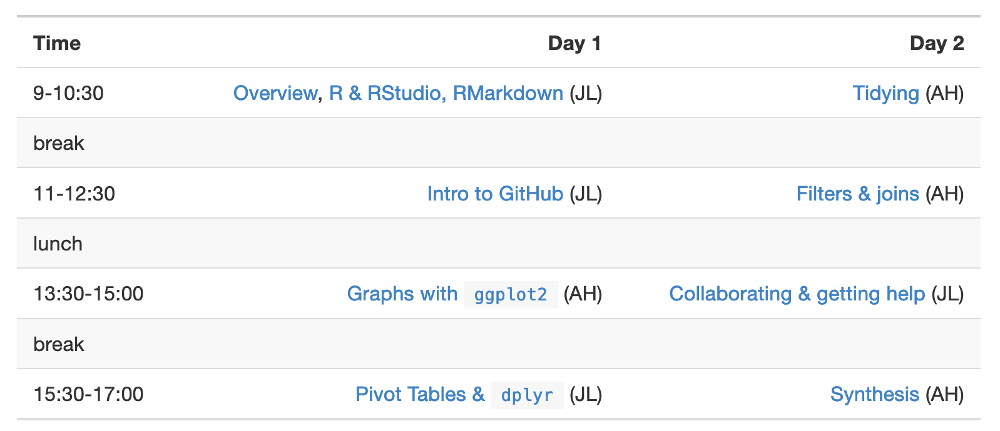 Time Day 1 Day 2
9-10:30 Overview, R & RStudio, RMarkdown (JL) Tidying (AH)
break
11-12:30 Intro to GitHub (JL) Filters & joins (AH)
lunch
13:30-15:00 Graphs with ggplot2 (AH) Collaborating & getting help (JL)
break
15:30-17:00 Pivot Tables & dplyr (JL) Synthesis (AH)